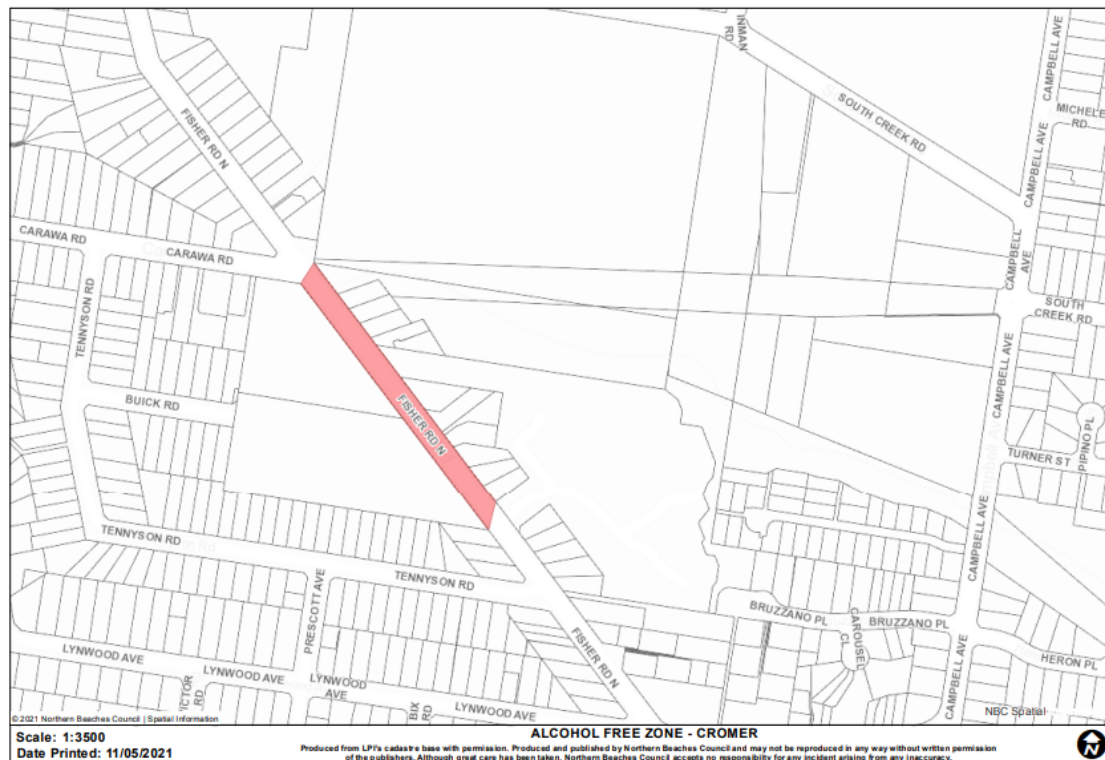 INMAN
RD
CAMPBELL AVE
CAMPBELL AVE
SOUTH CREEK RD
MICHELE
RD
FISHER RD N
CAMPBELL AVE
CARAWA RD
CARAWA RD
CAMPBELL
AVE
TENNYSON RD
SOUTH
CREEK RD
CAMPBELL AVE
BUICK RD
FISHER RD N
PIPINO PL
TURNER ST
CAMPBELL AVE
TENNYSON RD
TENNYSON RD
PRESCOTT AVE
BRUZZANO PL
CAROUSEL
CL
BRUZZANO PL
FISHER RD N
CAMPBELL AVE
HERON PL
LYNWOOD AVE
LYNWOOD AVE
LYNWOOD
AVE
LYNWOOD AVE
ICTOR
RD
BIX
RD
NBC Spatial
© 2021 Northern Beaches Council | Spatial Information
Scale: 1:3500
Date Printed: 11/05/2021
ALCOHOL FREE ZONE - CROMER
Produced from LPI's cadastre base with permission. Produced and published by Northern Beaches Council and may not be reproduced in any way without written permission
of the publishers. Although great care has been taken, Northern Beaches Council accepts no responsibility for any incident arising from any inaccuracy.
N